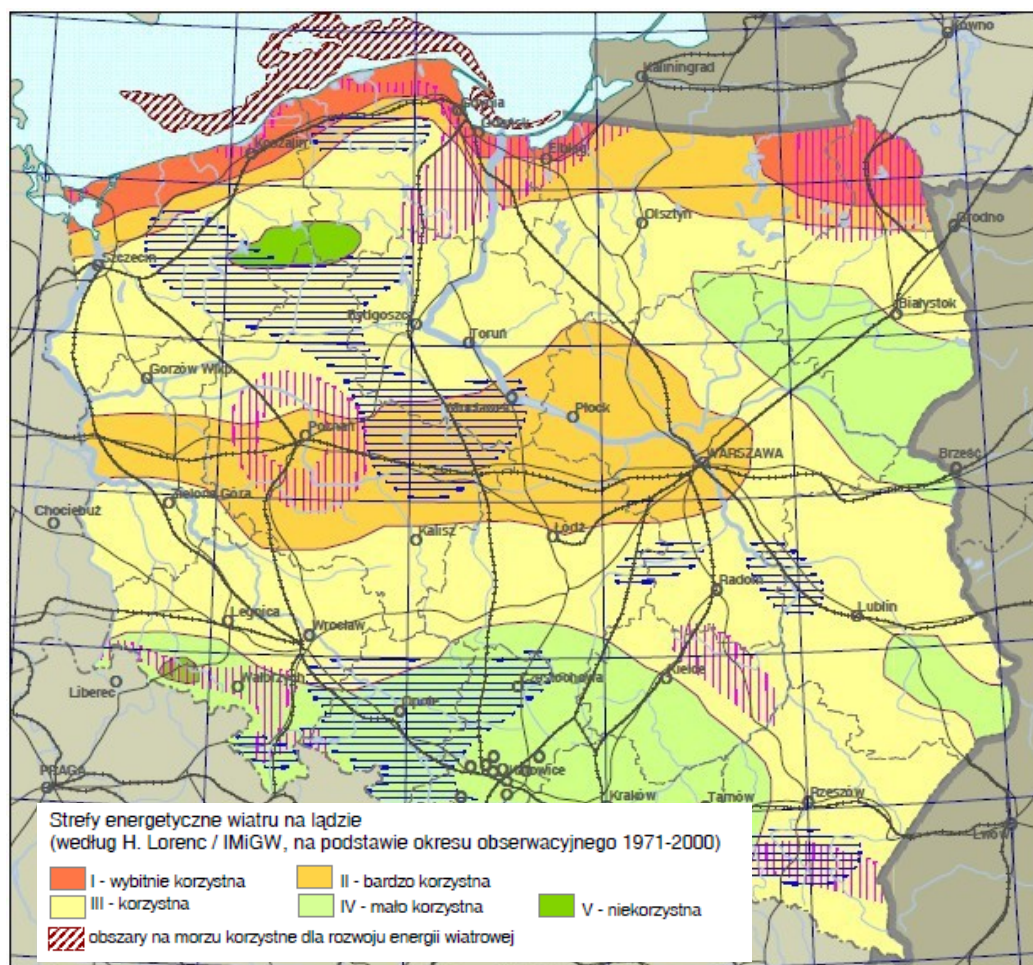 Kowno
Kaliningrad
Gdynia
Gdańsk
Koszalin
Elbląg
Olsztyn
Grodno
Szczecin
Białystok
Bydgoszc
Toruń
Gorzów Wlkp.
Włocławek
Płock
Poznań
WARSZAWA
Brześć
Zielona Góra
Chociebuż
Kalisz
Łódź
Radom
Legnica
Lublin
Wrocław
Kielce
Liberec
Wałbrzych
Częstochowa
Opole
PRAGA
Katowice
Kraków
Tarnów
Rzeszów
Lwów
Strefy energetyczne wiatru na lądzie
(według H. Lorenc / IMiGW, na podstawie okresu obserwacyjnego 1971-2000)
I - wybitnie korzystna
II - bardzo korzystna
III - korzystna
IV - mało korzystna
V - niekorzystna
obszary na morzu korzystne dla rozwoju energii wiatrowej